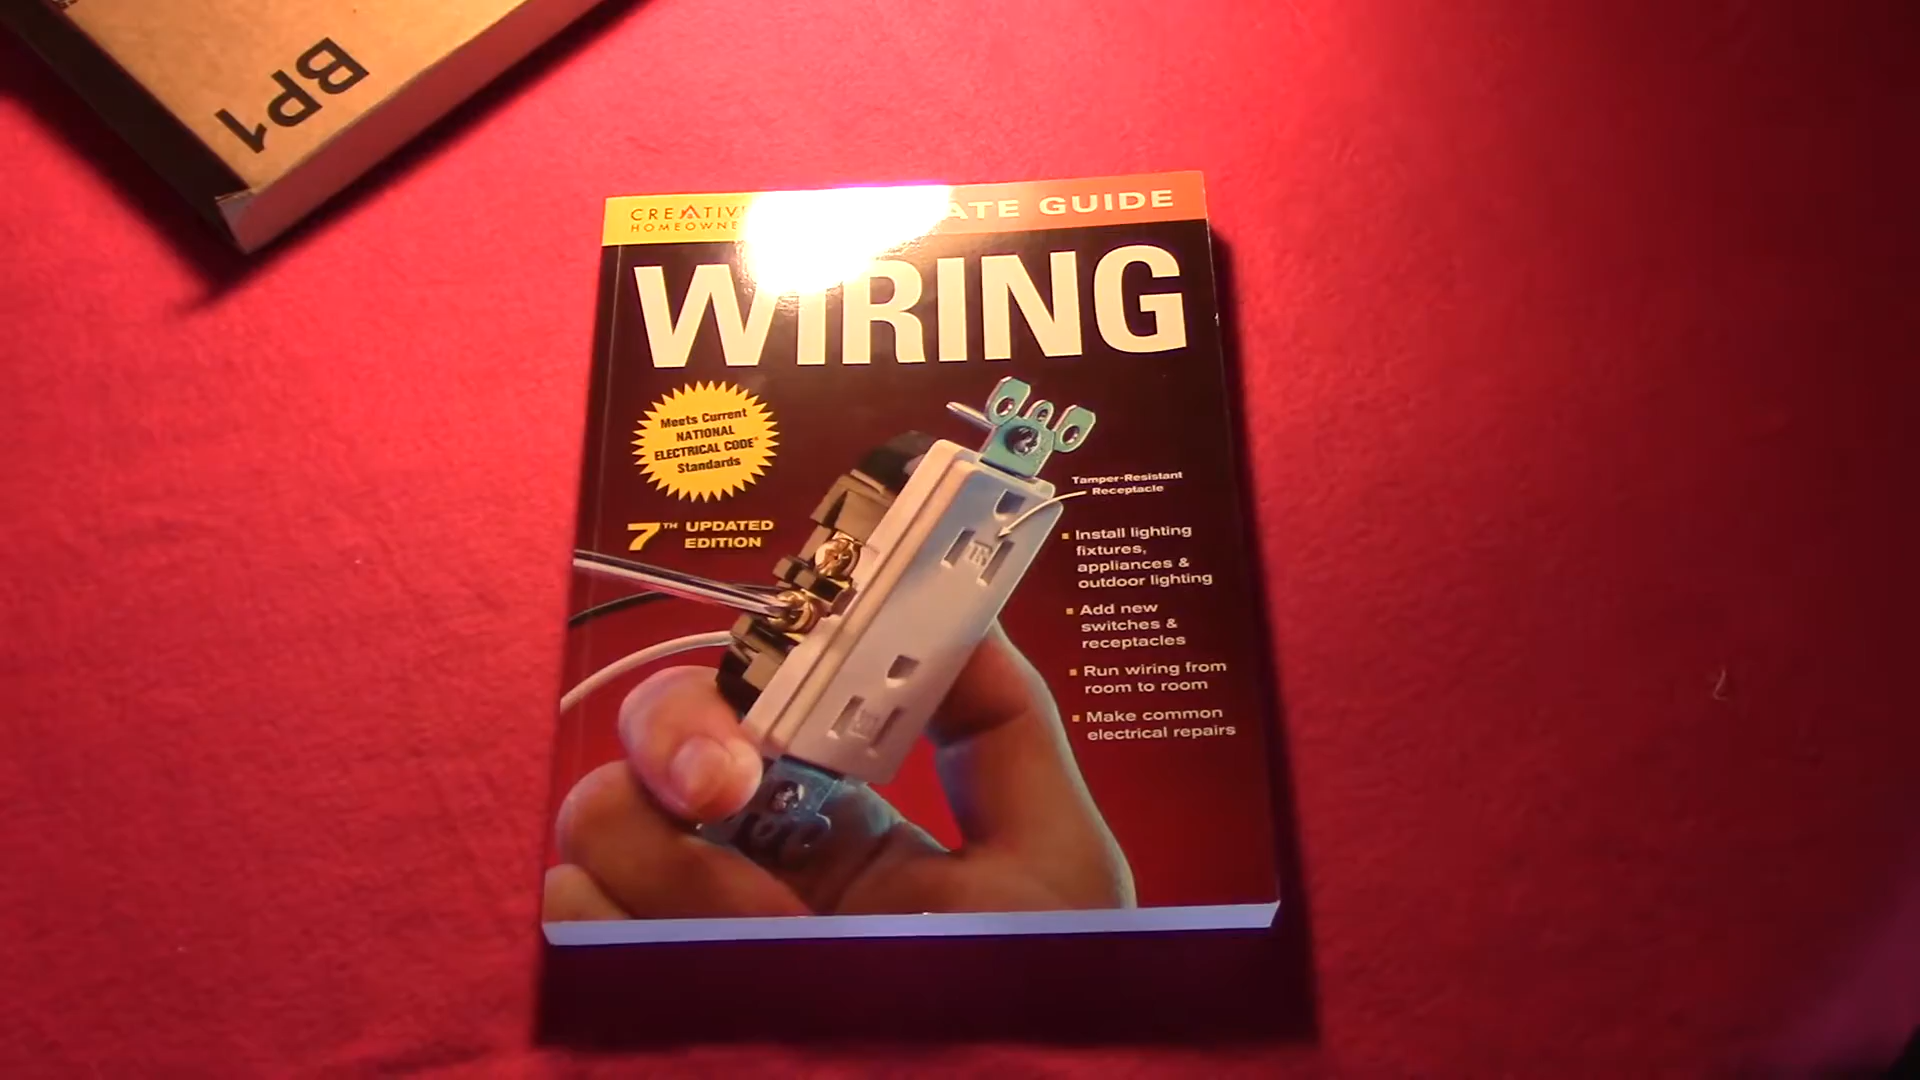 BP1
CREATIV
HOMEOWNE
ATE GUIDE
WIRING
Meets Current
NATIONAL
ELECTRICAL CODE®
Standards
7TH UPDATED
EDITION
Tamper-Resistant
Receptacle
▪ Install lighting
fixtures,
appliances &
outdoor lighting
▪ Add new
switches &
receptacles
▪ Run wiring from
room to room
▪ Make common
electrical repairs